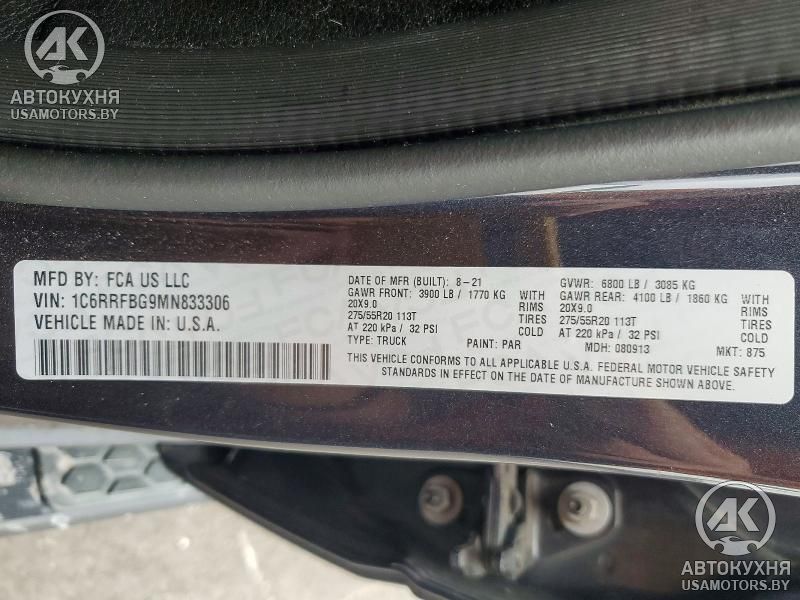 AK
АВТОКУХНЯ
USAMOTORS.BY
MFD BY: FCA US LLC
VIN: 1C6RRFBG9MN833306
VEHICLE MADE IN: U.S.A.
DATE OF MFR (BUILT): 8-21
GAWR FRONT: 3900 LB / 1770 KG WITH
20X9.0 RIMS
275/55R20 113T TIRES
AT 220 kPa / 32 PSI COLD
TYPE: TRUCK PAINT: PAR
GVWR: 6800 LB / 3085 KG
GAWR REAR: 4100 LB / 1860 KG WITH
20X9.0 RIMS
275/55R20 113T TIRES
AT 220 kPa / 32 PSI COLD
MDH: 080913 MKT: 875
THIS VEHICLE CONFORMS TO ALL APPLICABLE U.S.A. FEDERAL MOTOR VEHICLE SAFETY
STANDARDS IN EFFECT ON THE DATE OF MANUFACTURE SHOWN ABOVE.
AK
АВТОКУХНЯ
USAMOTORS.BY